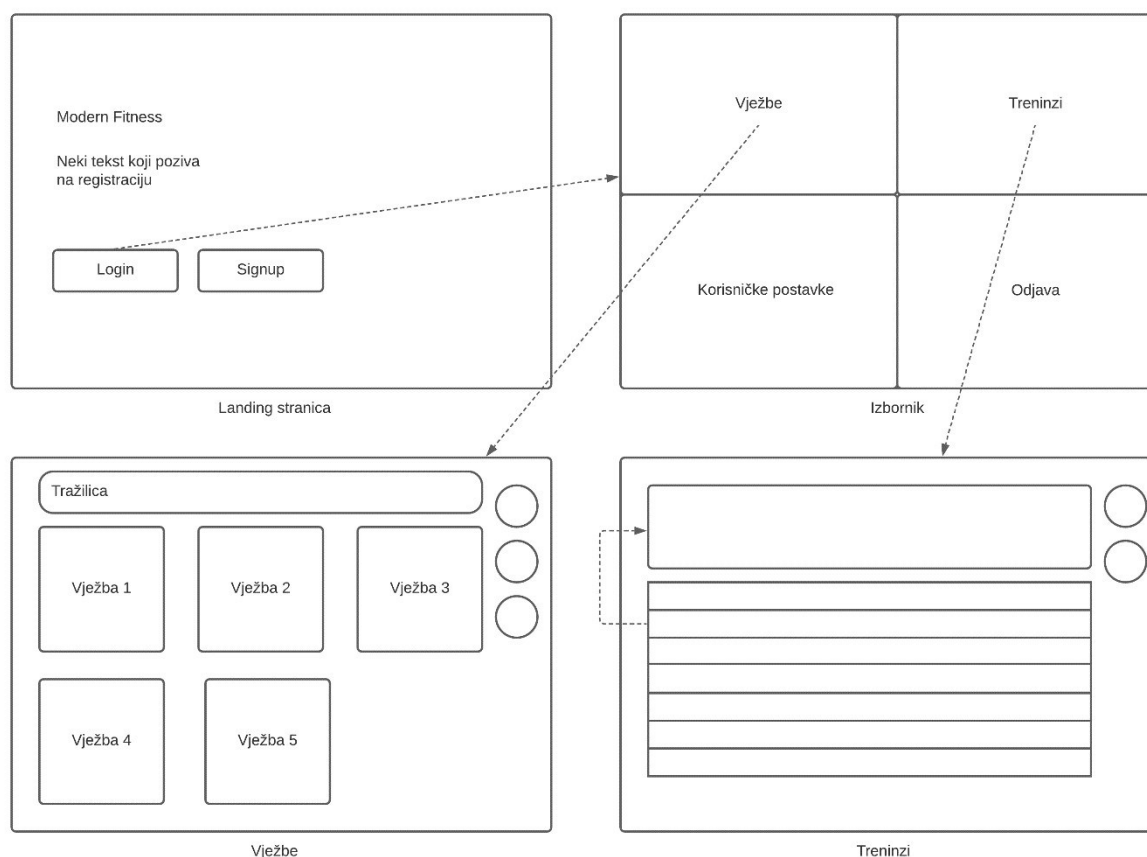 Modern Fitness
Neki tekst koji poziva
na registraciju
Login
Signup
Landing stranica
Vježbe
Treninzi
Korisničke postavke
Odjava
Izbornik
Tražilica
Vježba 1
Vježba 2
Vježba 3
Vježba 4
Vježba 5
Vježbe
Treninzi